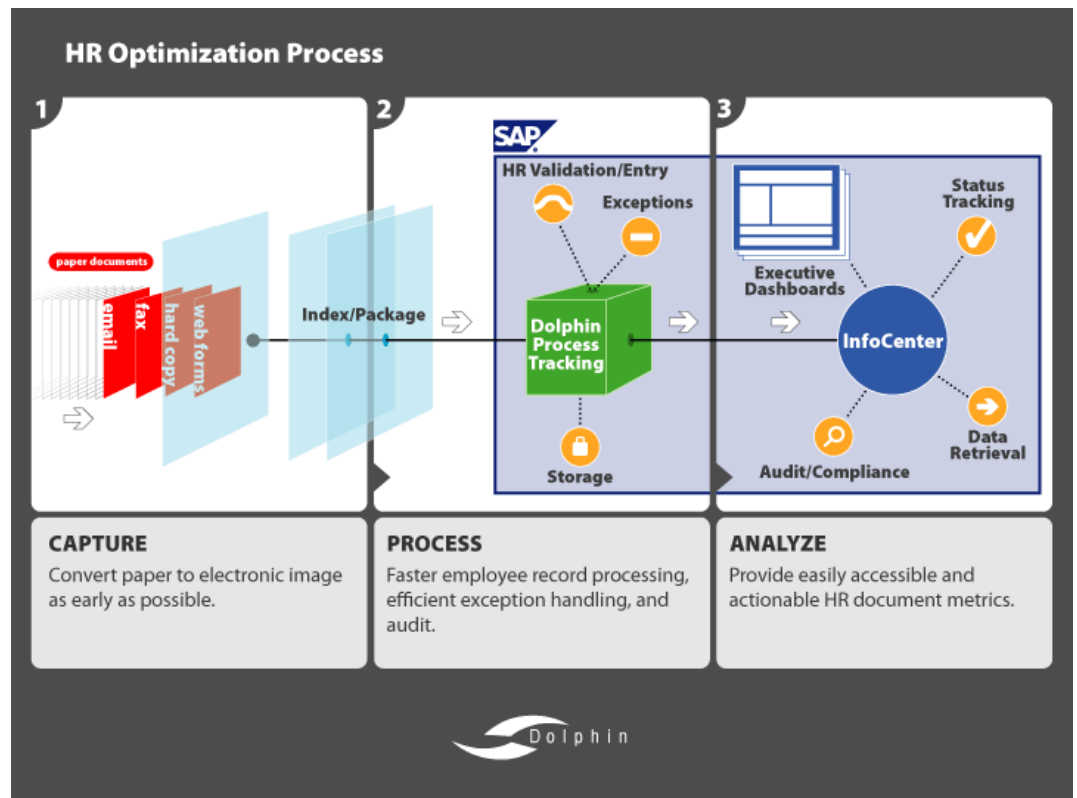 HR Optimization Process
1
paper documents
email
fax
hard copy
web forms
Index/Package
2
SAP
HR Validation/Entry
Exceptions
Dolphin
Process
Tracking
Storage
3
Executive
Dashboards
Status
Tracking
InfoCenter
Data
Retrieval
Audit/Compliance
CAPTURE
Convert paper to electronic image
as early as possible.
PROCESS
Faster employee record processing,
efficient exception handling, and
audit.
ANALYZE
Provide easily accessible and
actionable HR document metrics.
Dolphin